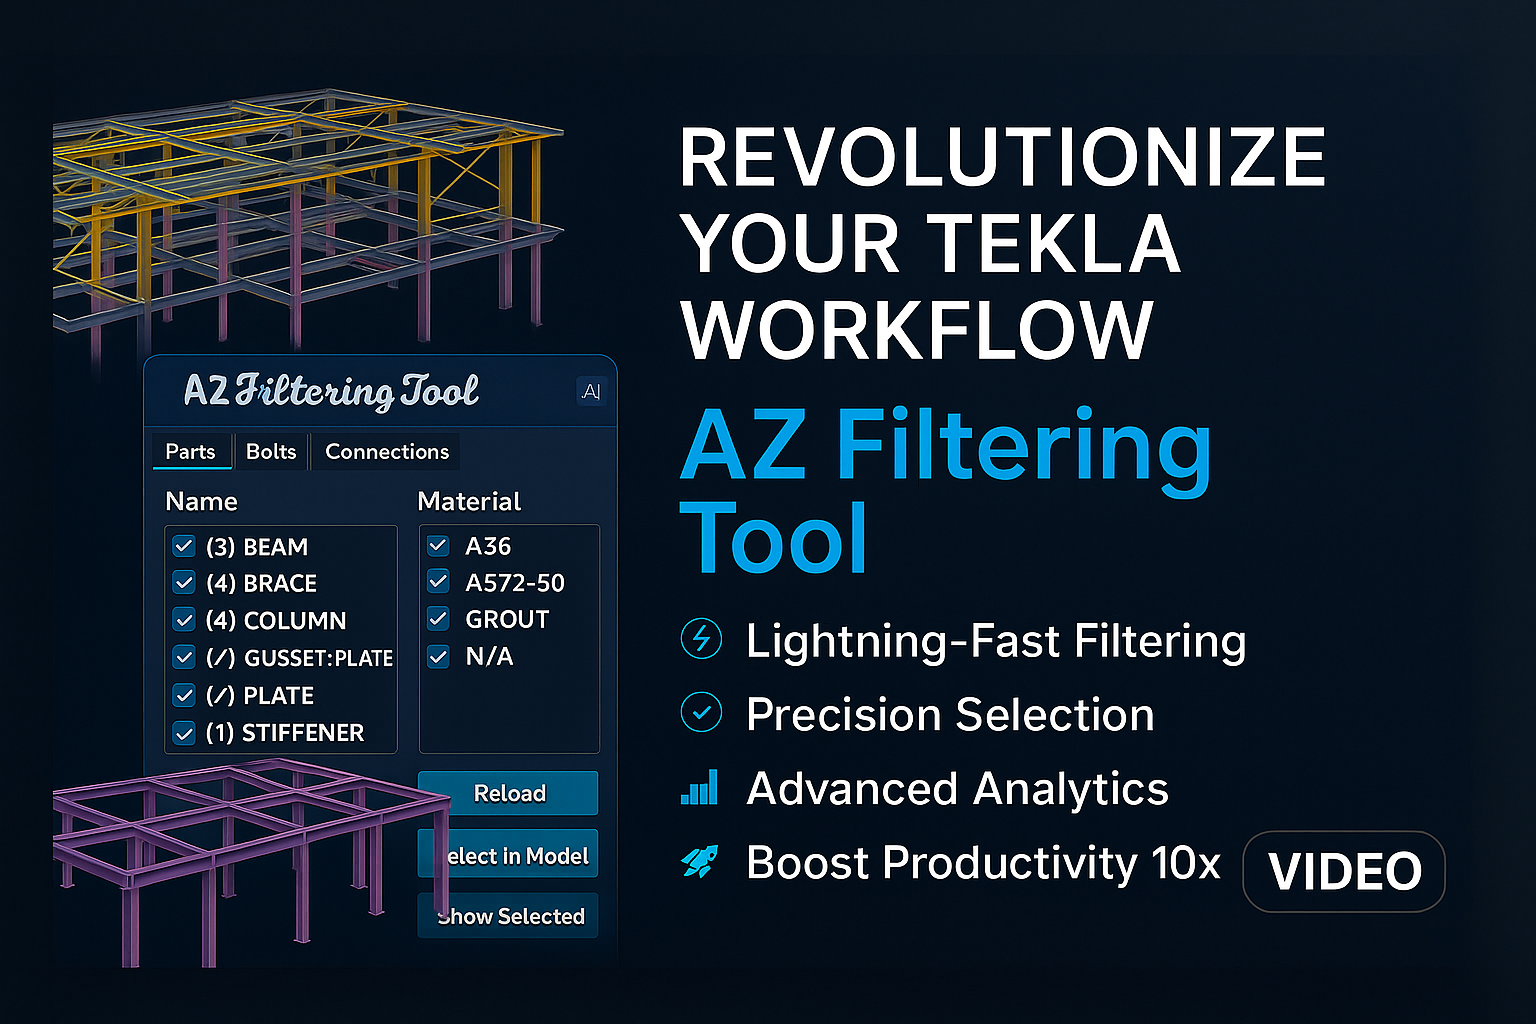 REVOLUTIONIZE
YOUR TEKLA
WORKFLOW
AZ Filtering
Tool
Lightning-Fast Filtering
Precision Selection
Advanced Analytics
Boost Productivity 10x
VIDEO
AZ Filtering Tool
.A|
Parts Bolts Connections
Name Material
(3) BEAM A36
(4) BRACE A572-50
(4) COLUMN GROUT
(/) GUSSET:PLATE N/A
(/) PLATE
(1) STIFFENER
Reload
elect in Model
Show Selected